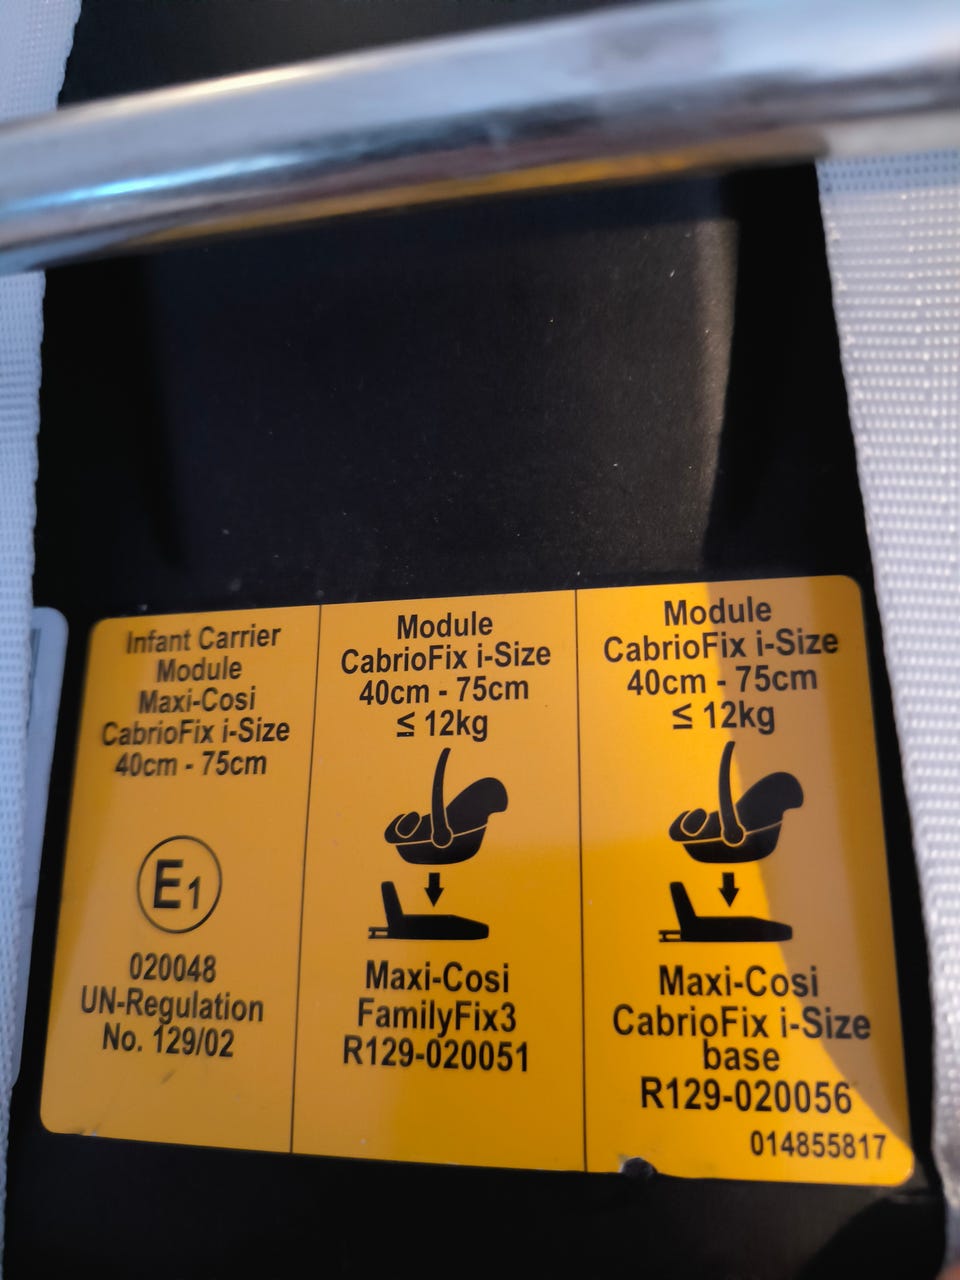 Infant Carrier
Module
Maxi-Cosi
CabrioFix i-Size
40cm - 75cm
E1
020048
UN-Regulation
No. 129/02
Module
CabrioFix i-Size
40cm - 75cm
≤ 12kg
Maxi-Cosi
FamilyFix3
R129-020051
Module
CabrioFix i-Size
40cm - 75cm
≤ 12kg
Maxi-Cosi
CabrioFix i-Size
base
R129-020056
014855817